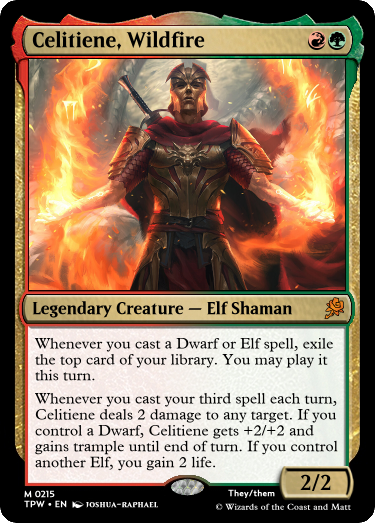 Celitiene, Wildfire
Legendary Creature — Elf Shaman
Whenever you cast a Dwarf or Elf spell, exile
the top card of your library. You may play it
this turn.
Whenever you cast your third spell each turn,
Celitiene deals 2 damage to any target. If you
control a Dwarf, Celitiene gets +2/+2 and
gains trample until end of turn. If you control
another Elf, you gain 2 life.
2/2
M 0215
They/them
TPW • EN JOSHUA-RAPHAEL
© Wizards of the Coast and Matt